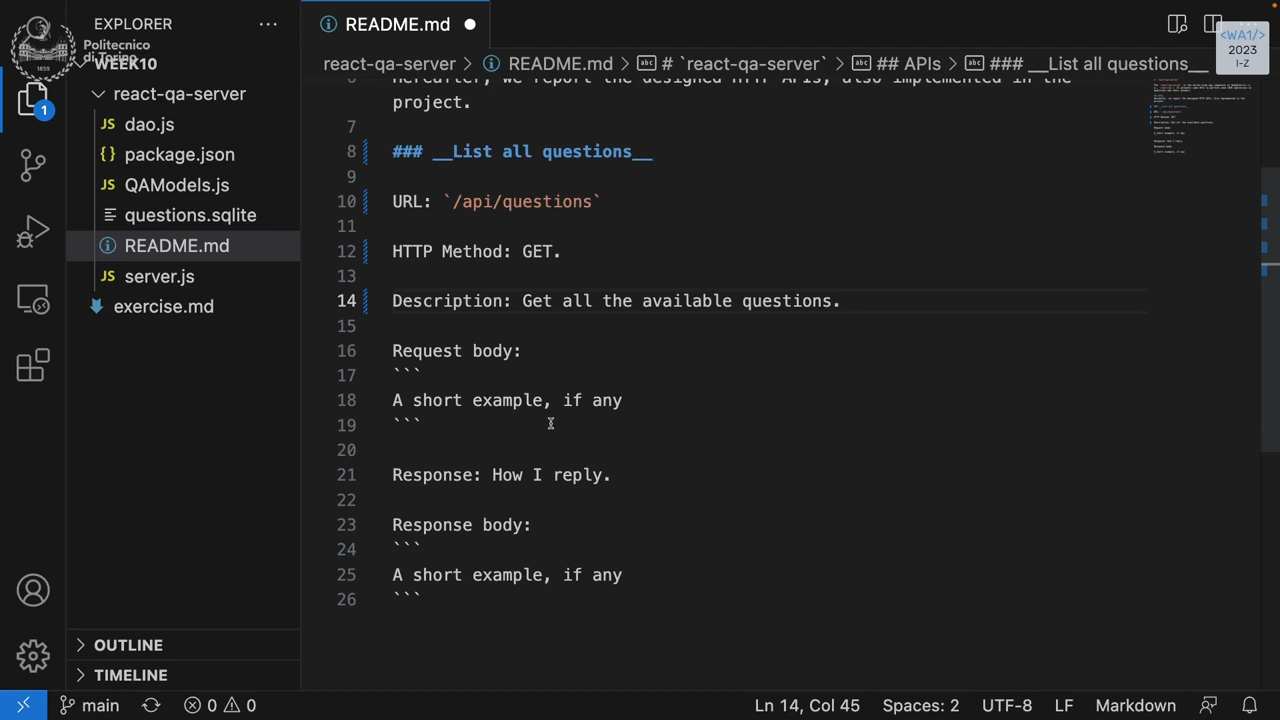 EXPLORER
README.md
Politecnico
di Torino
1859
WEEK10
<WA1/>
2023
I-Z
react-qa-server
README.md
# `react-qa-server`
## APIs
### __List all questions__
react-qa-server
dao.js
package.json
QAModels.js
questions.sqlite
README.md
server.js
exercise.md
1
project.
7
8 ### __List all questions__
9
10 URL: `/api/questions`
11
12 HTTP Method: GET.
13
14 Description: Get all the available questions.
15
16 Request body:
17 ```
18 A short example, if any
19 ```
20
21 Response: How I reply.
22
23 Response body:
24 ```
25 A short example, if any
26 ```
OUTLINE
TIMELINE
main
0 0
Ln 14, Col 45
Spaces: 2
UTF-8
LF
Markdown